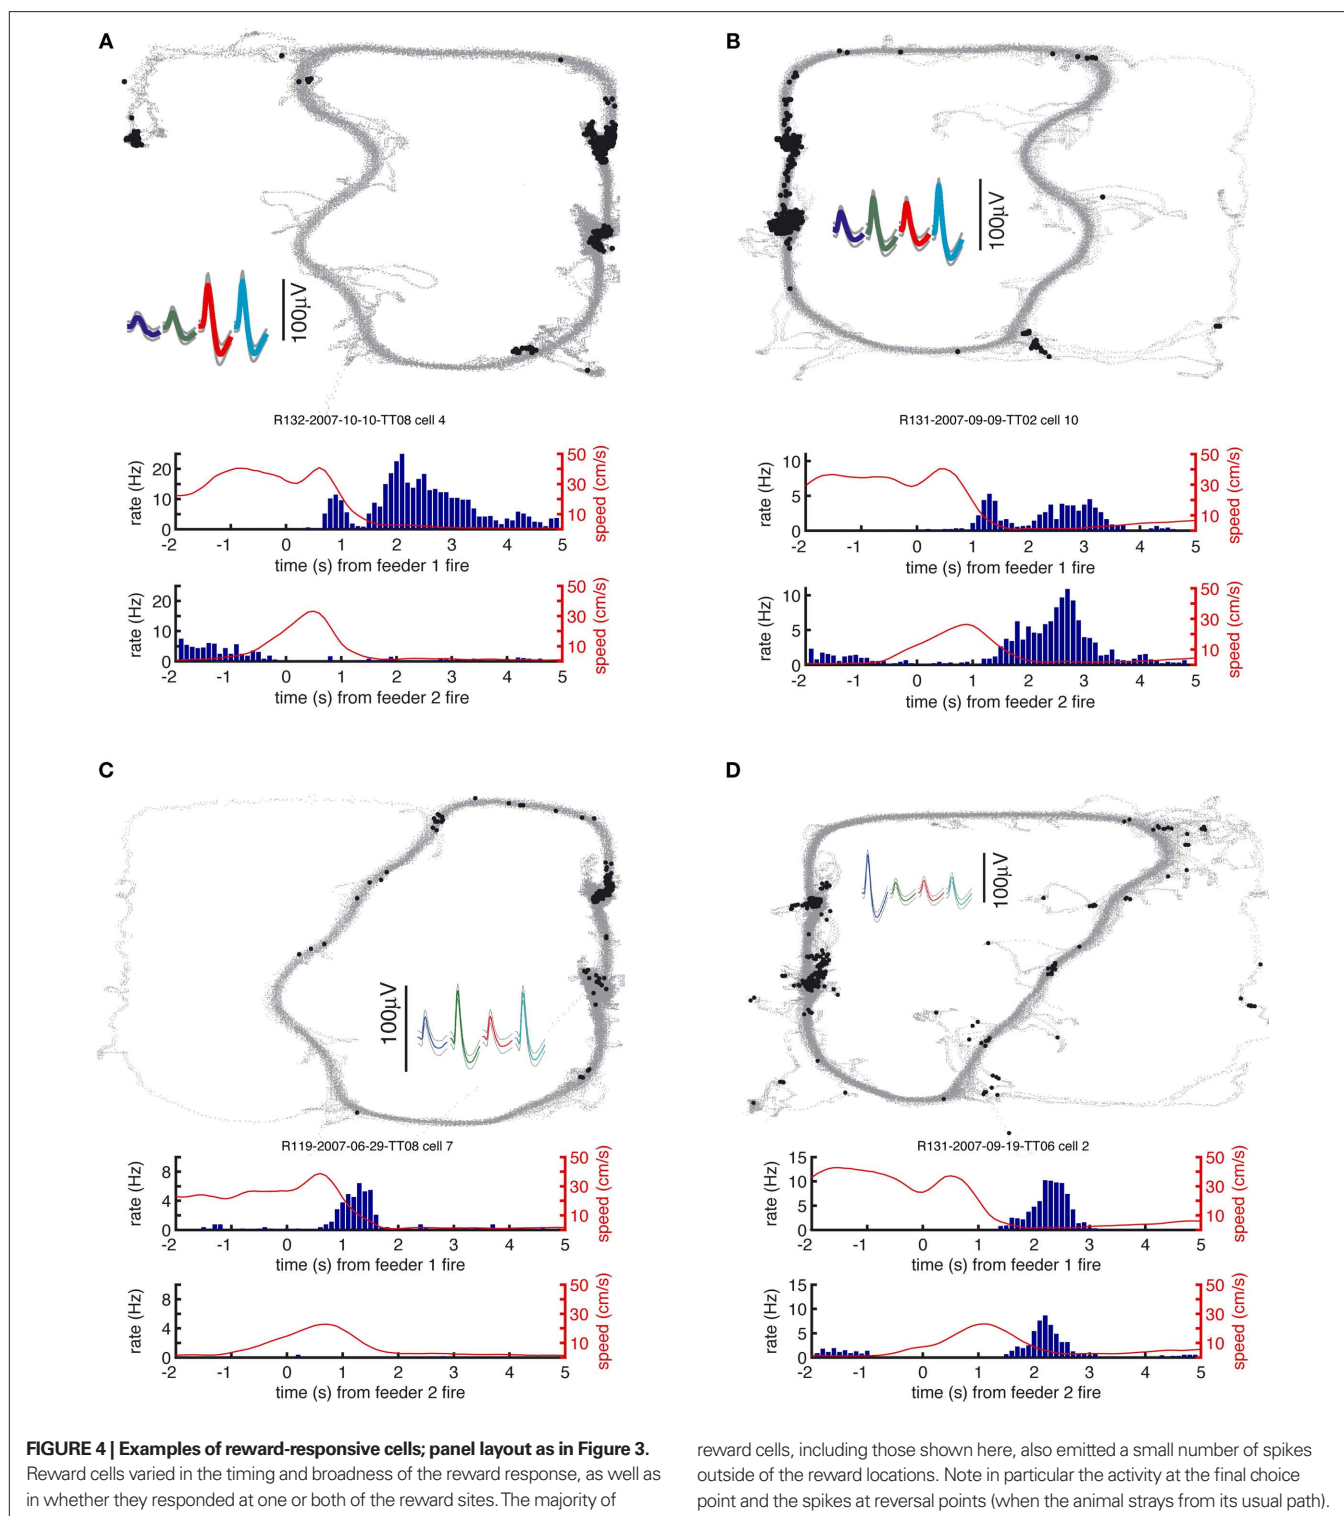 A
B
100µV
100µV
R132-2007-10-10-TT08 cell 4
R131-2007-09-09-TT02 cell 10
rate (Hz)
20
10
0
50
30
10
speed (cm/s)
-2 -1 0 1 2 3 4 5
time (s) from feeder 1 fire
rate (Hz)
10
5
0
50
30
10
speed (cm/s)
-2 -1 0 1 2 3 4 5
time (s) from feeder 1 fire
rate (Hz)
20
10
0
50
30
10
speed (cm/s)
-2 -1 0 1 2 3 4 5
time (s) from feeder 2 fire
rate (Hz)
10
5
0
50
30
10
speed (cm/s)
-2 -1 0 1 2 3 4 5
time (s) from feeder 2 fire
C
D
100µV
100µV
R119-2007-06-29-TT08 cell 7
R131-2007-09-19-TT06 cell 2
rate (Hz)
8
4
0
50
30
10
speed (cm/s)
-2 -1 0 1 2 3 4 5
time (s) from feeder 1 fire
rate (Hz)
15
10
5
0
50
30
10
speed (cm/s)
-2 -1 0 1 2 3 4 5
time (s) from feeder 1 fire
rate (Hz)
8
4
0
50
30
10
speed (cm/s)
-2 -1 0 1 2 3 4 5
time (s) from feeder 2 fire
rate (Hz)
15
10
5
0
50
30
10
speed (cm/s)
-2 -1 0 1 2 3 4 5
time (s) from feeder 2 fire
FIGURE 4 | Examples of reward-responsive cells; panel layout as in Figure 3.
Reward cells varied in the timing and broadness of the reward response, as well as
in whether they responded at one or both of the reward sites. The majority of
reward cells, including those shown here, also emitted a small number of spikes
outside of the reward locations. Note in particular the activity at the final choice
point and the spikes at reversal points (when the animal strays from its usual path).